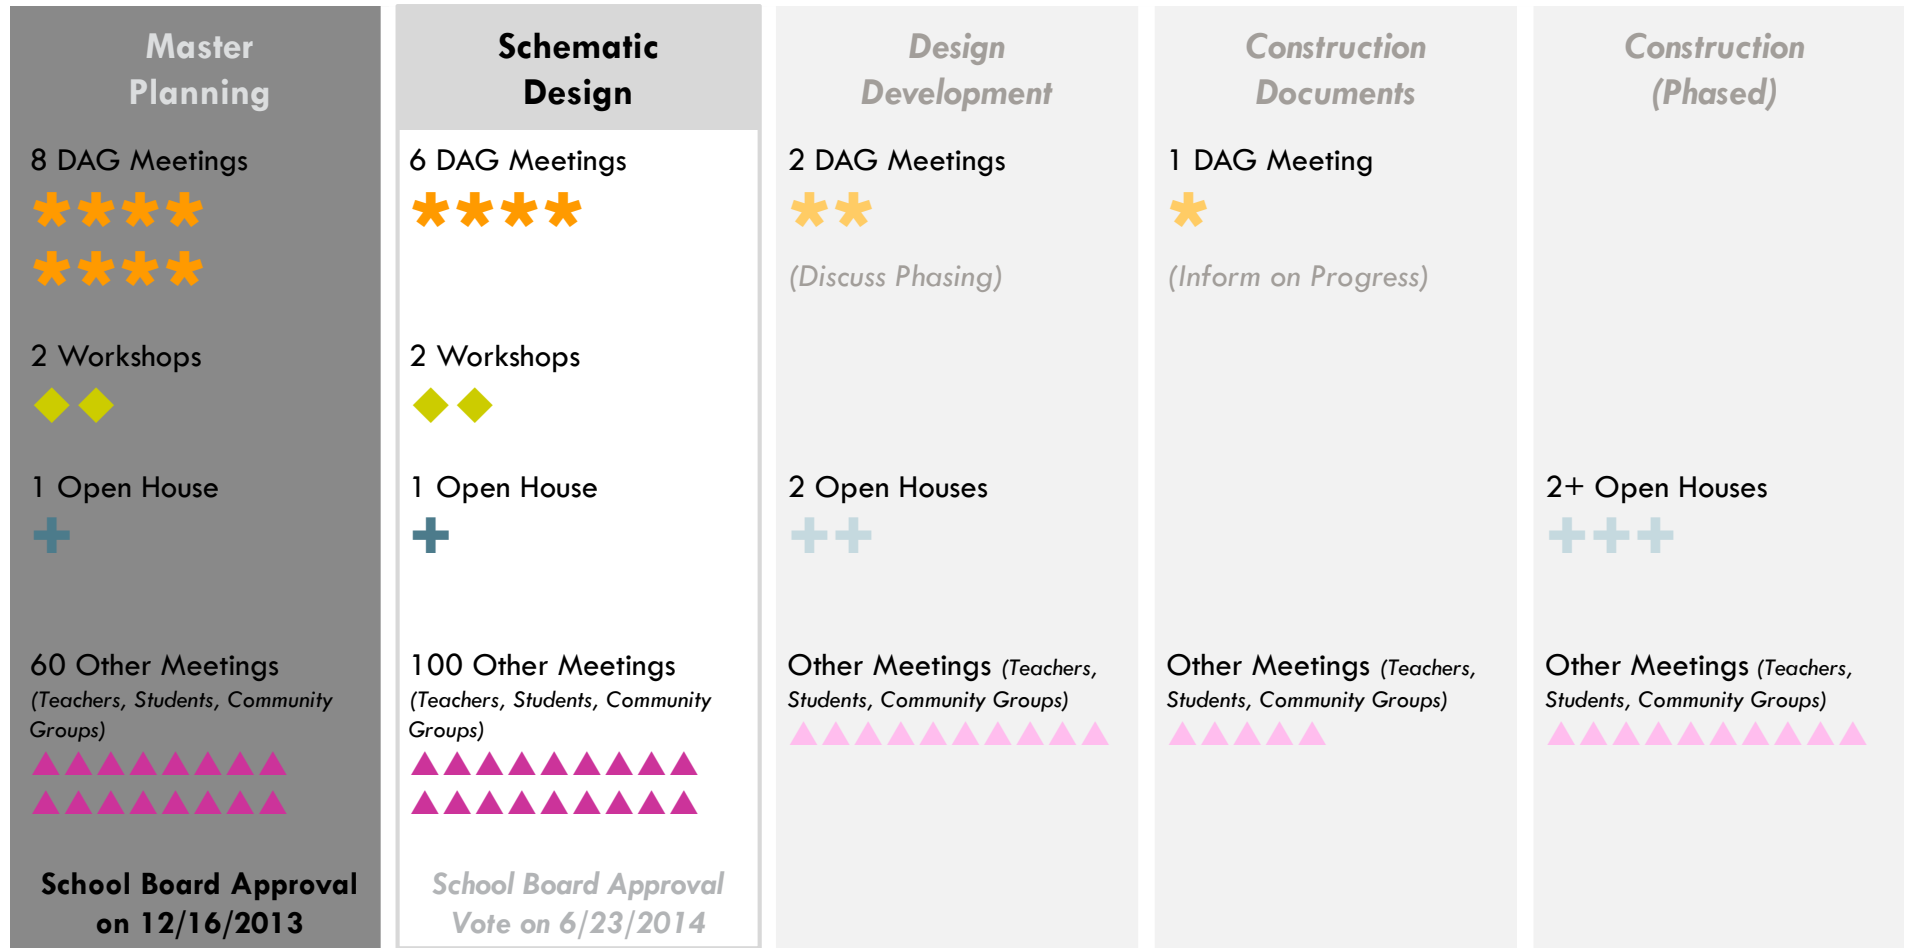 Master
Planning
8 DAG Meetings
2 Workshops
1 Open House
60 Other Meetings
(Teachers, Students, Community
Groups)
School Board Approval
on 12/16/2013
Schematic
Design
6 DAG Meetings
2 Workshops
1 Open House
100 Other Meetings
(Teachers, Students, Community
Groups)
School Board Approval
Vote on 6/23/2014
Design
Development
2 DAG Meetings
(Discuss Phasing)
2 Open Houses
Other Meetings (Teachers,
Students, Community Groups)
Construction
Documents
1 DAG Meeting
(Inform on Progress)
Other Meetings (Teachers,
Students, Community Groups)
Construction
(Phased)
2+ Open Houses
Other Meetings (Teachers,
Students, Community Groups)